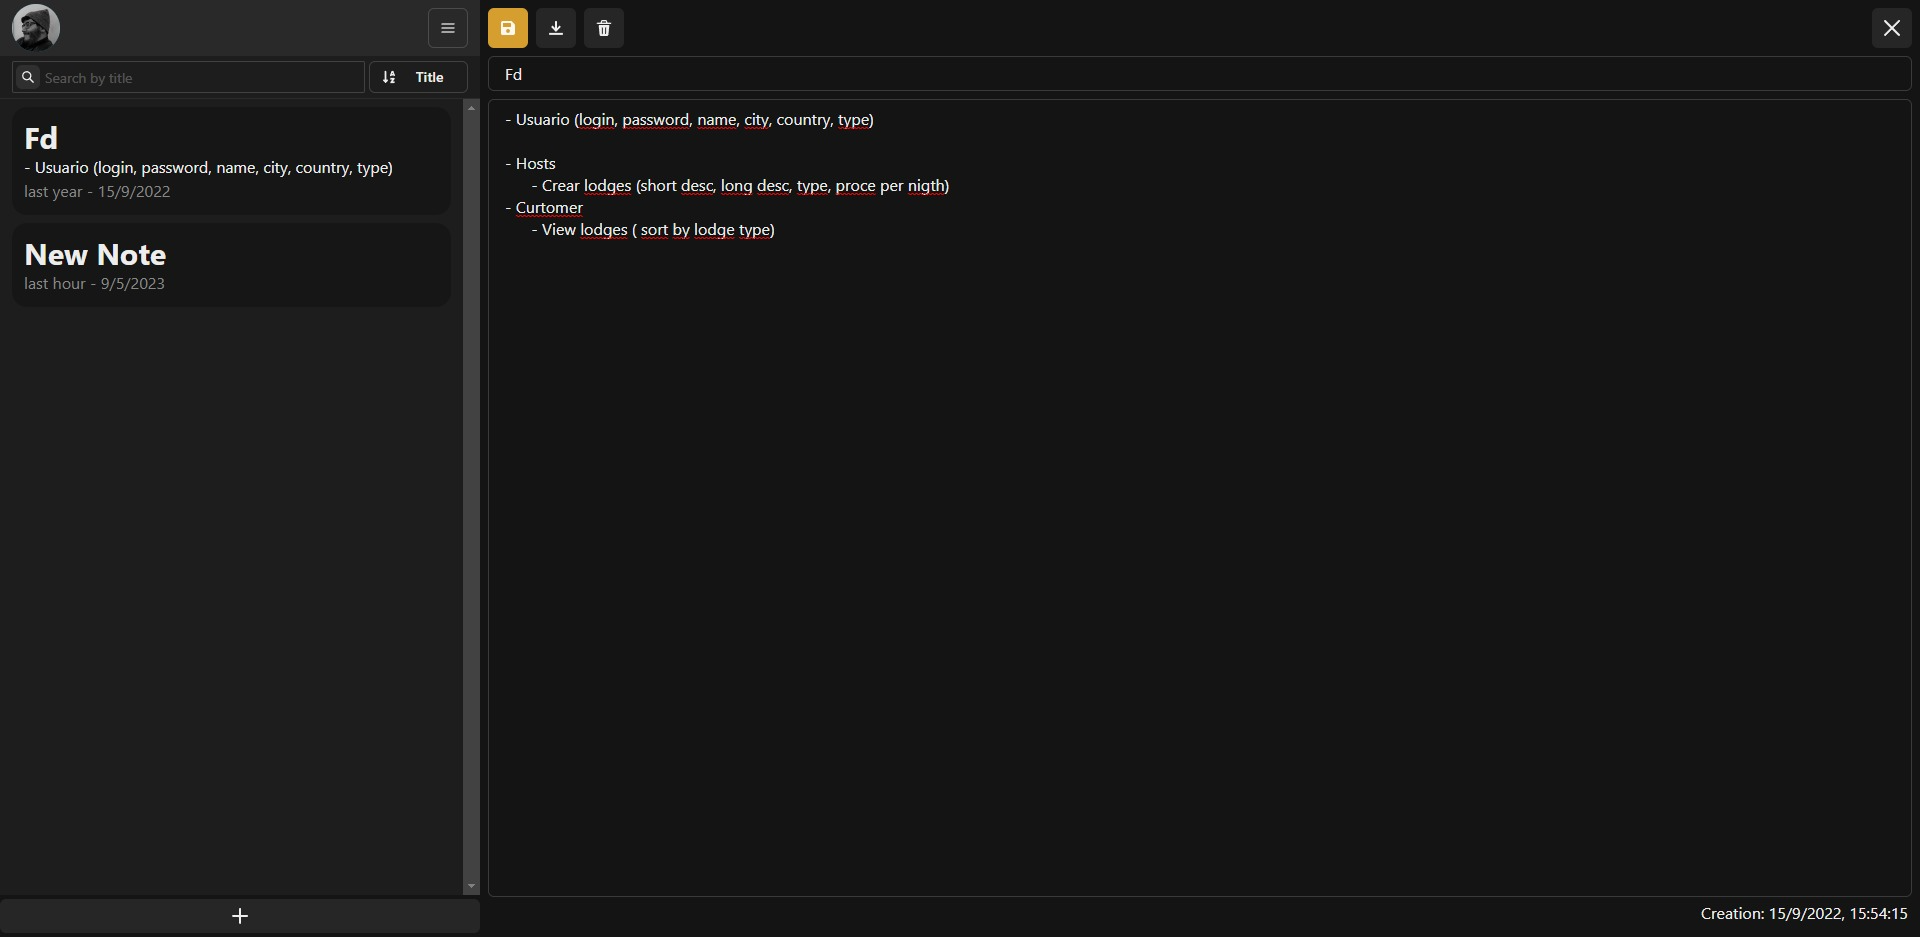 Search by title
Title
Fd
- Usuario (login, password, name, city, country, type)
last year - 15/9/2022
New Note
last hour - 9/5/2023
Fd
- Usuario (login, password, name, city, country, type)
- Hosts
- Crear lodges (short desc, long desc, type, proce per nigth)
- Curtomer
- View lodges ( sort by lodge type)
Creation: 15/9/2022, 15:54:15